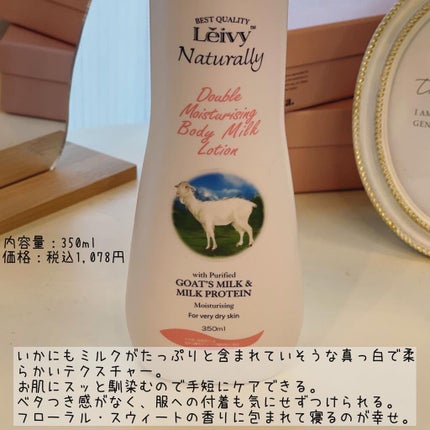 BEST QUALITY
Lěivy™
Naturally
Double
Moisturising
Body Milk
Lotion
with Purified
GOAT'S MILK &
MILK PROTEIN
Moisturising
For very dry skin
350ml
I AM
GEN
内容量：350ml
価格：税込1,078円
いかにもミルクがたっぷりと含まれていそうな真っ白で柔
らかいテクスチャー。
お肌にスッと馴染むので手短にケアできる。
ベタつき感がなく、服への付着も気にせずつけられる。
フローラル・スウィートの香りに包まれて寝るのが幸せ。